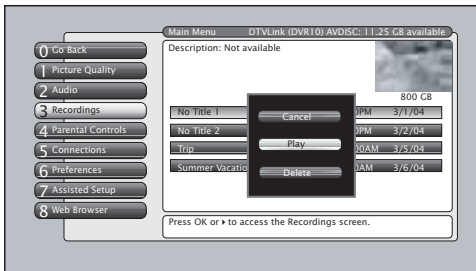 Main Menu DTVLink (DVR10) AVDISC: 11.25 GB available
0 Go Back
1 Picture Quality
2 Audio
3 Recordings
4 Parental Controls
5 Connections
6 Preferences
7 Assisted Setup
8 Web Browser
Description: Not available
800 GB
No Title 1 PM 3/1/04
No Title 2 PM 3/2/04
Trip AM 3/5/04
Summer AM 3/6/04
Cancel
Play
Delete
Press OK or ▸ to access the Recordings screen.